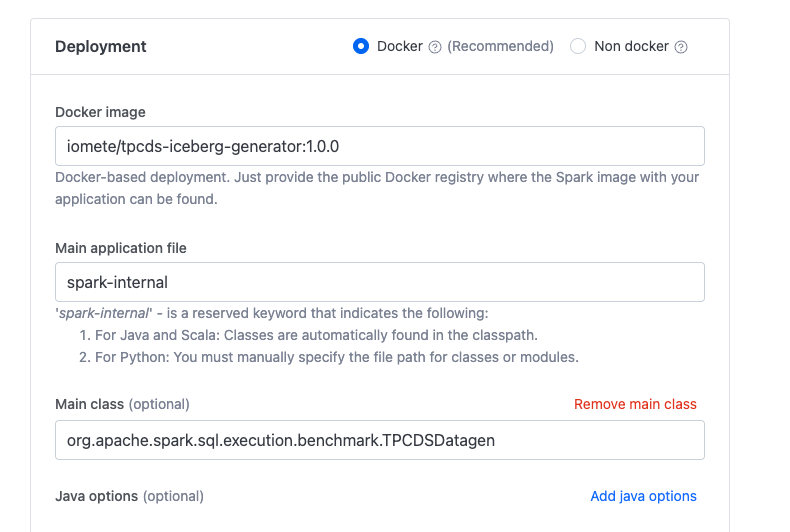 Deployment Docker (Recommended) Non docker
Docker image
iomete/tpcds-iceberg-generator:1.0.0
Docker-based deployment. Just provide the public Docker registry where the Spark image with your
application can be found.
Main application file
spark-internal
'spark-internal' - is a reserved keyword that indicates the following:
1. For Java and Scala: Classes are automatically found in the classpath.
2. For Python: You must manually specify the file path for classes or modules.
Main class (optional) Remove main class
org.apache.spark.sql.execution.benchmark.TPCDSDatagen
Java options (optional) Add java options